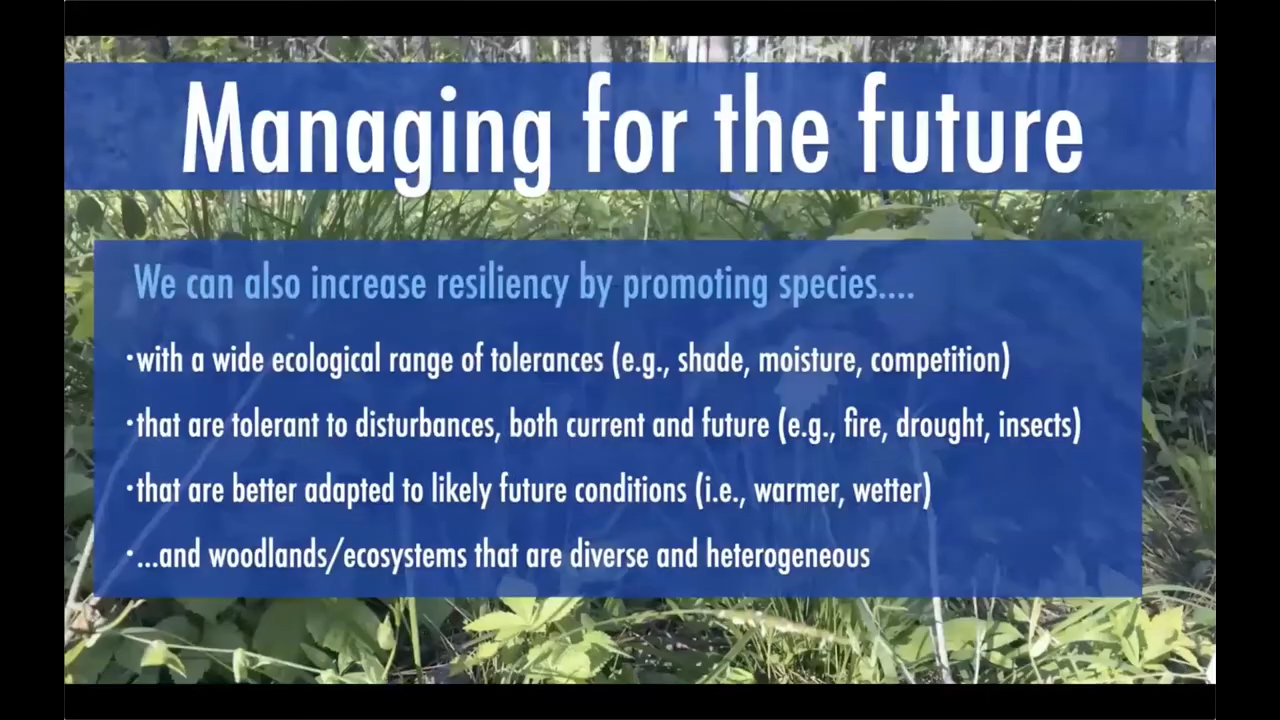 Managing for the future
We can also increase resiliency by promoting species....
•with a wide ecological range of tolerances (e.g., shade, moisture, competition)
•that are tolerant to disturbances, both current and future (e.g., fire, drought, insects)
•that are better adapted to likely future conditions (i.e., warmer, wetter)
•...and woodlands/ecosystems that are diverse and heterogeneous